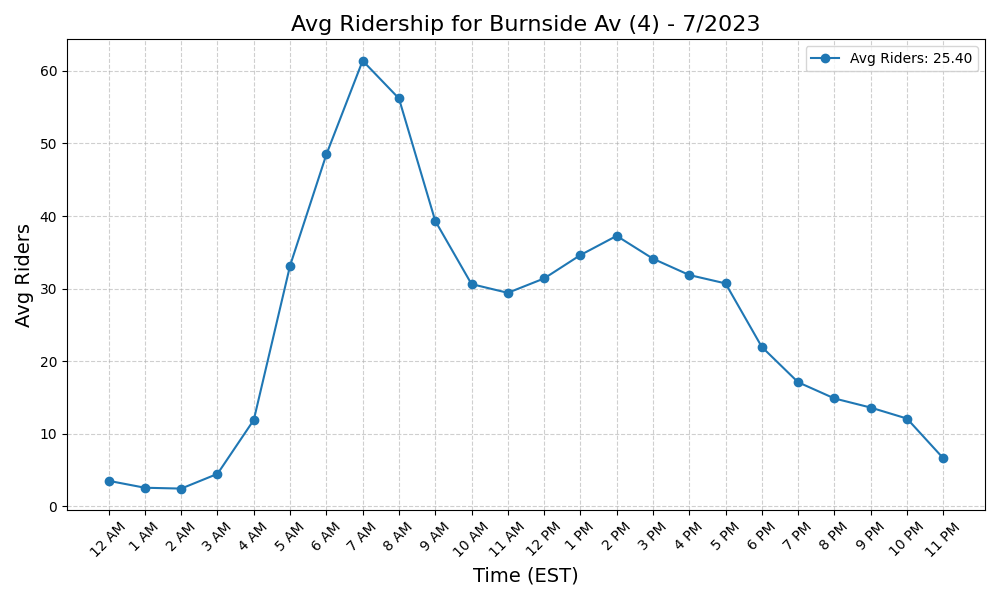 Avg Ridership for Burnside Av (4) - 7/2023
Avg Riders: 25.40
Avg Riders
60
50
40
30
20
10
0
12 AM
1 AM
2 AM
3 AM
4 AM
5 AM
6 AM
7 AM
8 AM
9 AM
10 AM
11 AM
12 PM
1 PM
2 PM
3 PM
4 PM
5 PM
6 PM
7 PM
8 PM
9 PM
10 PM
11 PM
Time (EST)